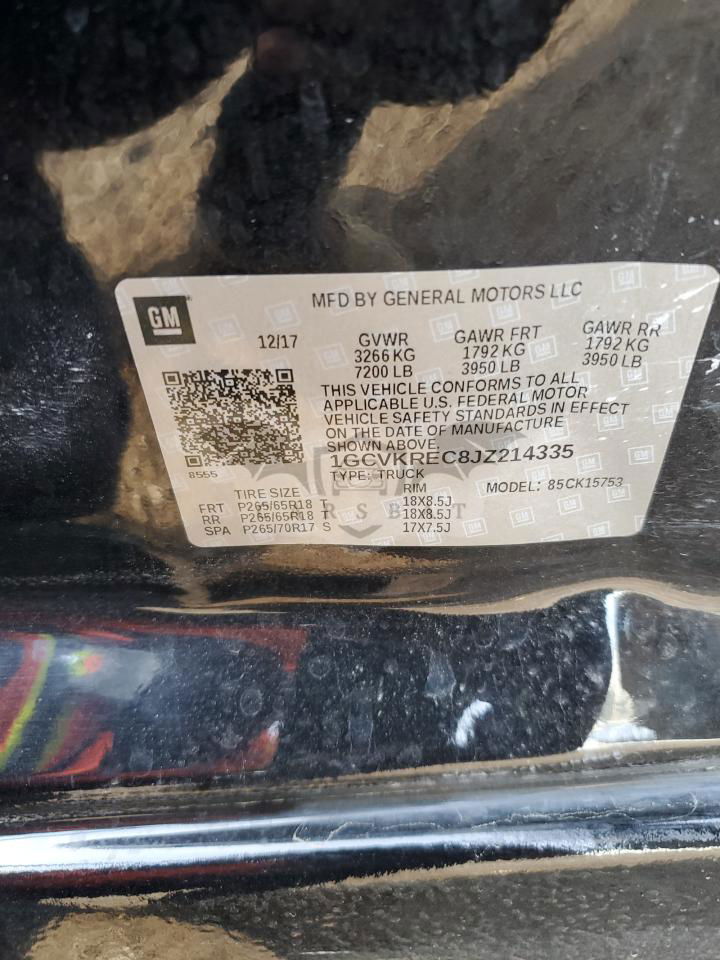 GM
MFD BY GENERAL MOTORS LLC
12/17 GVWR GAWR FRT GAWR RR
3266 KG 1792 KG 1792 KG
7200 LB 3950 LB 3950 LB
THIS VEHICLE CONFORMS TO ALL
APPLICABLE U.S. FEDERAL MOTOR
VEHICLE SAFETY STANDARDS IN EFFECT
ON THE DATE OF MANUFACTURE
SHOWN ABOVE.
8555 1GCVKREC8JZ214335
TYPE: TRUCK MODEL: 85CK15753
TIRE SIZE RIM
FRT P265/65R18 T 18X8.5J
RR P265/65R18 T 18X8.5J
SPA P265/70R17 S 17X7.5J